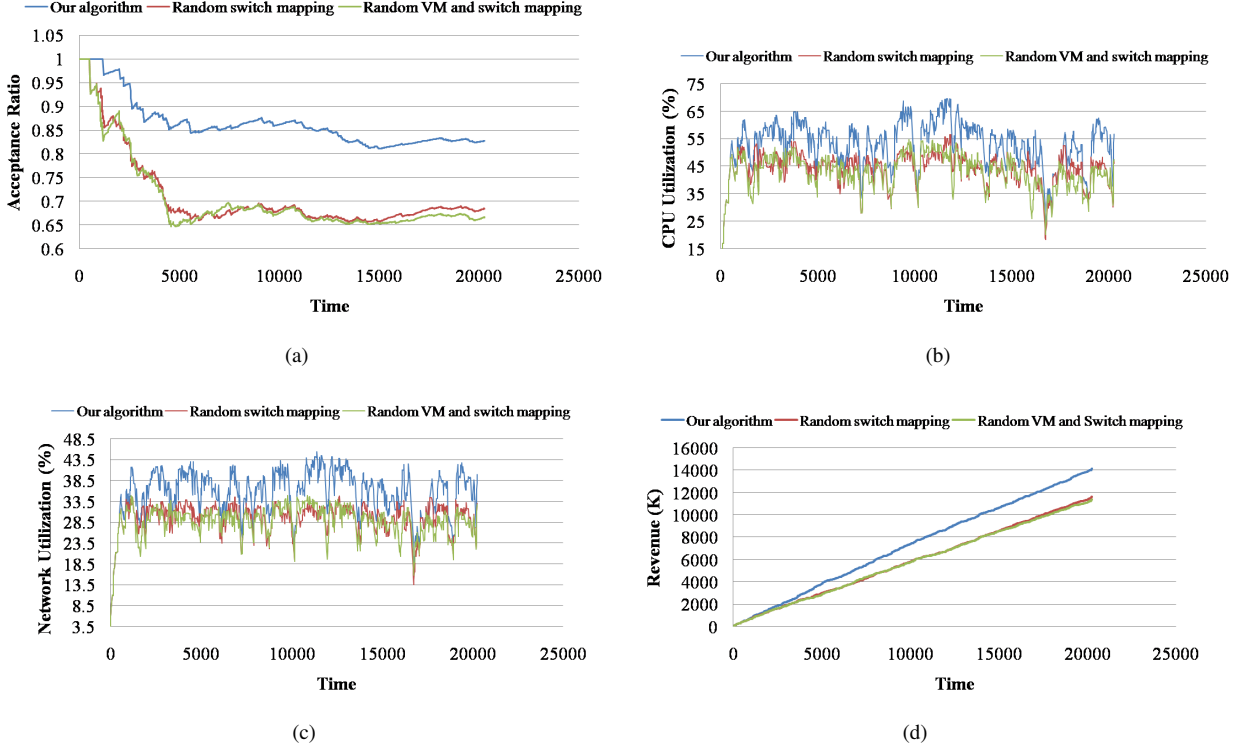 Our algorithm Random switch mapping Random VM and switch mapping
1.05
1
0.95
0.9
0.85
0.8
0.75
0.7
0.65
0.6
Acceptance Ratio
0 5000 10000 15000 20000 25000
Time
(a)
Our algorithm Random switch mapping Random VM and switch mapping
75
65
55
45
35
25
15
CPU Utilization (%)
0 5000 10000 15000 20000 25000
Time
(b)
Our algorithm Random switch mapping Random VM and switch mapping
48.5
43.5
38.5
33.5
28.5
23.5
18.5
13.5
8.5
3.5
Network Utilization (%)
0 5000 10000 15000 20000 25000
Time
(c)
Our algorithm Random switch mapping Random VM and Switch mapping
16000
14000
12000
10000
8000
6000
4000
2000
0
Revenue (K)
0 5000 10000 15000 20000 25000
Time
(d)